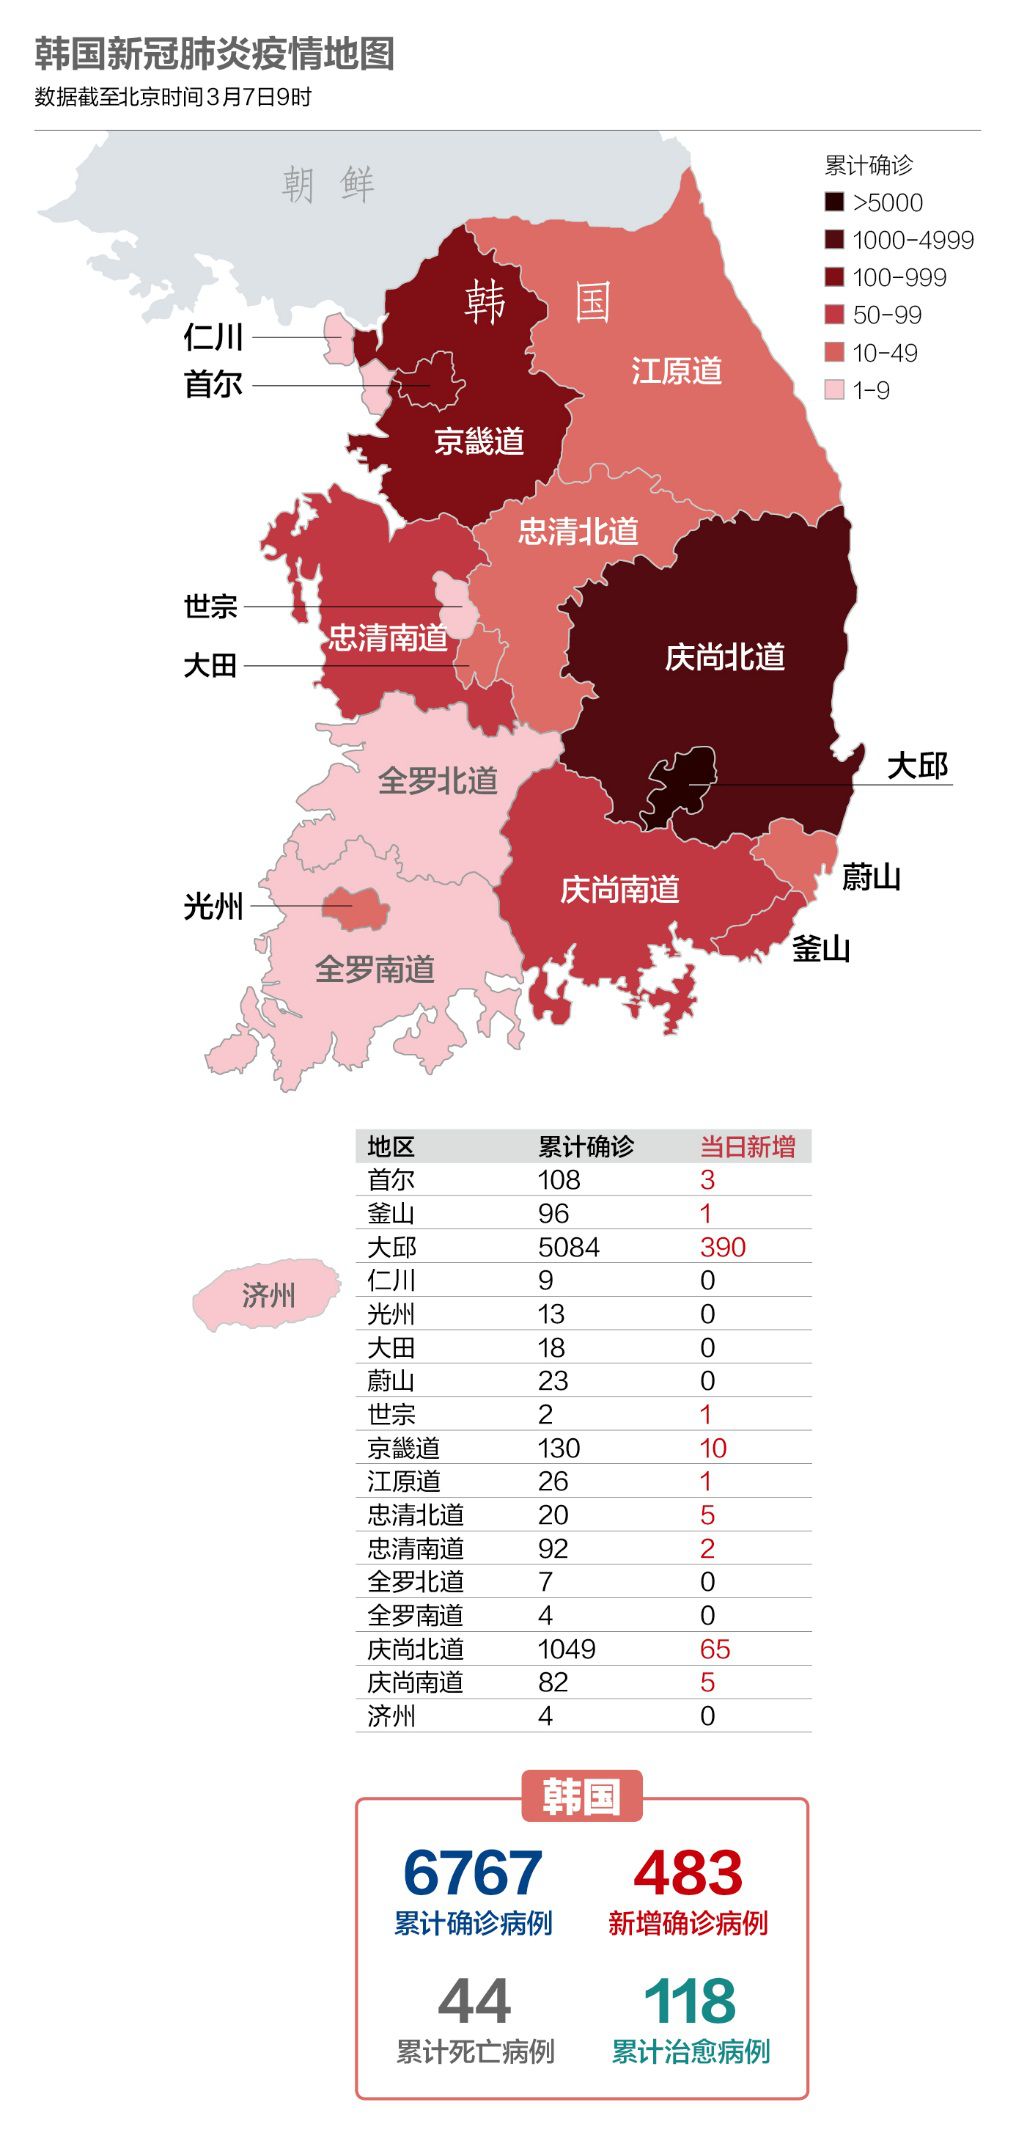 韩国新冠肺炎疫情地图
数据截至北京时间3月7日9时
朝鲜
累计确诊
>5000
1000-4999
100-999
50-99
10-49
1-9
韩国
仁川
首尔
江原道
京畿道
忠清北道
世宗
忠清南道
大田
庆尚北道
大邱
全罗北道
蔚山
庆尚南道
光州
釜山
全罗南道
济州
地区 累计确诊 当日新增
首尔 108 3
釜山 96 1
大邱 5084 390
仁川 9 0
光州 13 0
大田 18 0
蔚山 23 0
世宗 2 1
京畿道 130 10
江原道 26 1
忠清北道 20 5
忠清南道 92 2
全罗北道 7 0
全罗南道 4 0
庆尚北道 1049 65
庆尚南道 82 5
济州 4 0
韩国
6767 483
累计确诊病例 新增确诊病例
44 118
累计死亡病例 累计治愈病例